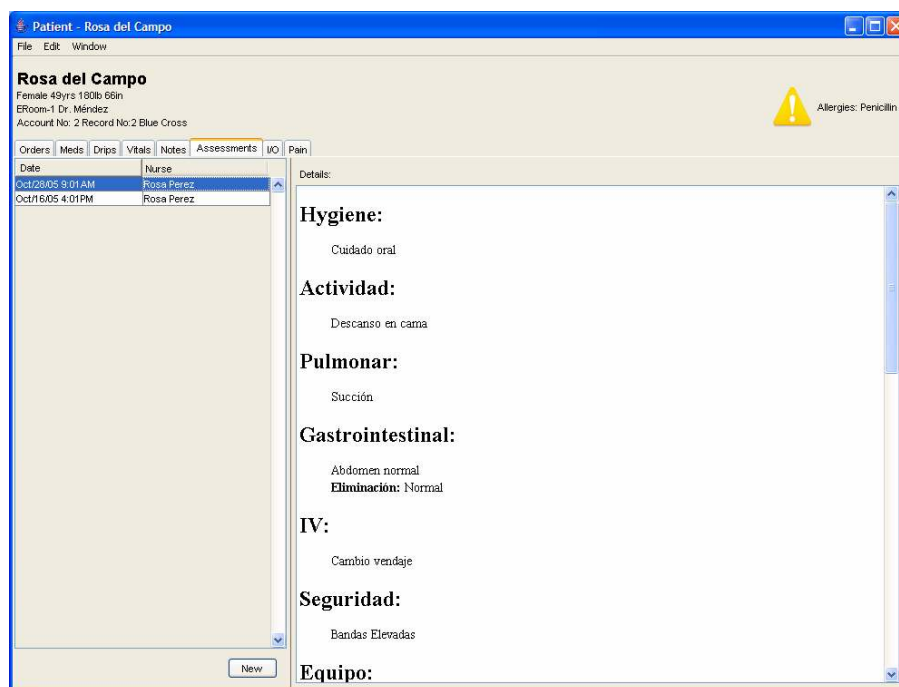 Patient - Rosa del Campo
File Edit Window
Rosa del Campo
Female 49yrs 180lb 66in
ERoom-1 Dr. Méndez
Account No: 2 Record No:2 Blue Cross
Allergies: Penicillin
Orders Meds Drips Vitals Notes Assessments I/O Pain
Date Nurse
Oct/28/05 9:01AM Rosa Perez
Oct/16/05 4:01PM Rosa Perez
New
Details:
Hygiene:
Cuidado oral
Actividad:
Descanso en cama
Pulmonar:
Succión
Gastrointestinal:
Abdomen normal
Eliminación: Normal
IV:
Cambio vendaje
Seguridad:
Bandas Elevadas
Equipo: